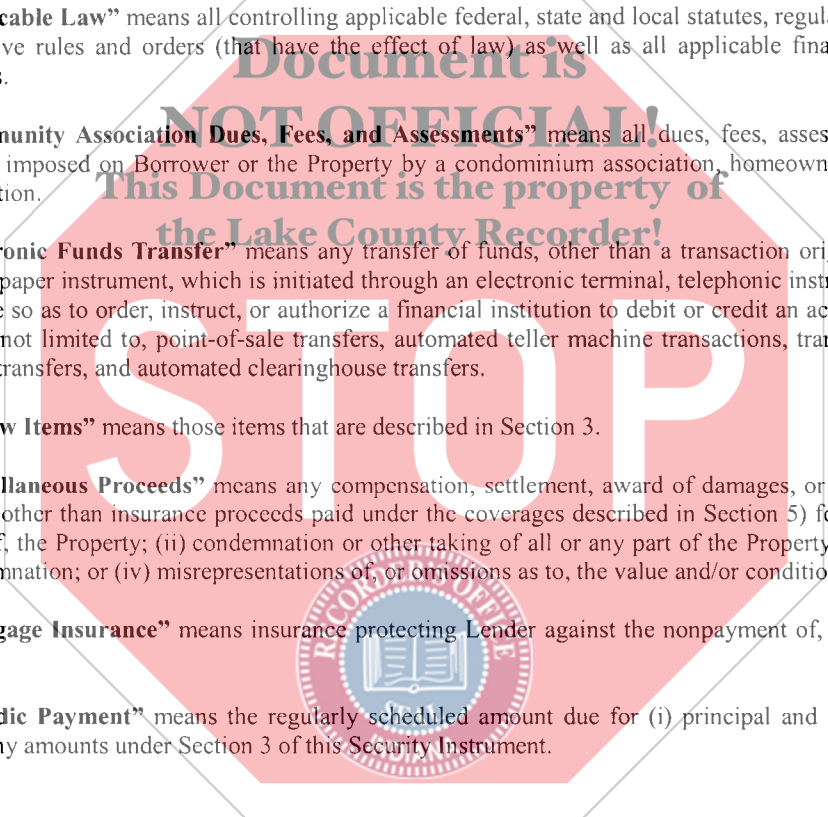 cable Law” means all controlling applicable federal, state and local statutes, regul
ve rules and orders (that have the effect of law) as well as all applicable fina
s.
Document is
NOT OFFICIAL!
This Document is the property of
the Lake County Recorder!
munity Association Dues, Fees, and Assessments” means all dues, fees, asses
imposed on Borrower or the Property by a condominium association, homeown
tion.
ronic Funds Transfer” means any transfer of funds, other than a transaction ori
paper instrument, which is initiated through an electronic terminal, telephonic inst
e so as to order, instruct, or authorize a financial institution to debit or credit an ac
not limited to, point-of-sale transfers, automated teller machine transactions, tran
transfers, and automated clearinghouse transfers.
STOP
w Items” means those items that are described in Section 3.
llaneous Proceeds” means any compensation, settlement, award of damages, or
other than insurance proceeds paid under the coverages described in Section 5) fo
f, the Property; (ii) condemnation or other taking of all or any part of the Property
mnation; or (iv) misrepresentations of, or omissions as to, the value and/or conditio
RECORDER'S OFFICE
SEAL
INDIANA
gage Insurance” means insurance protecting Lender against the nonpayment of,
dic Payment” means the regularly scheduled amount due for (i) principal and
ny amounts under Section 3 of this Security Instrument.